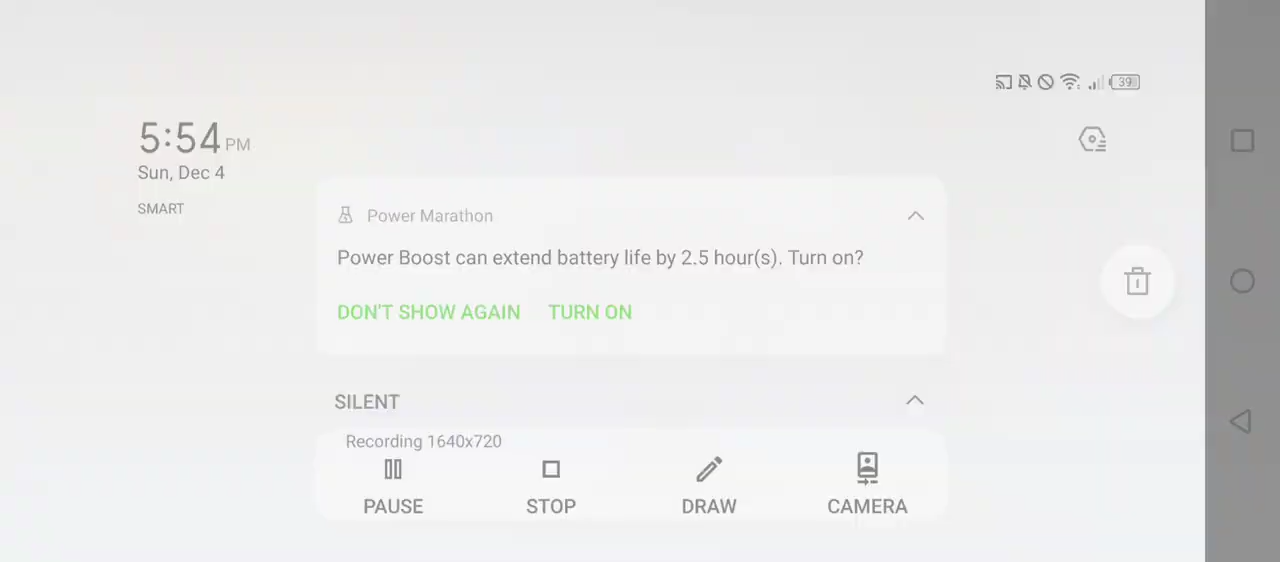 39
5:54 PM
Sun, Dec 4
SMART
Power Marathon
Power Boost can extend battery life by 2.5 hour(s). Turn on?
DON'T SHOW AGAIN TURN ON
SILENT
Recording 1640x720
PAUSE STOP DRAW CAMERA